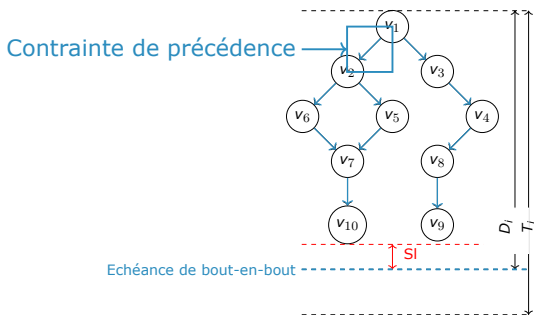 v₁
Contrainte de précédence
v₂ v₃
v₆ v₅ v₄
v₇ v₈
v₁₀ v₉
Dᵢ
Tᵢ
Sl
Echéance de bout-en-bout